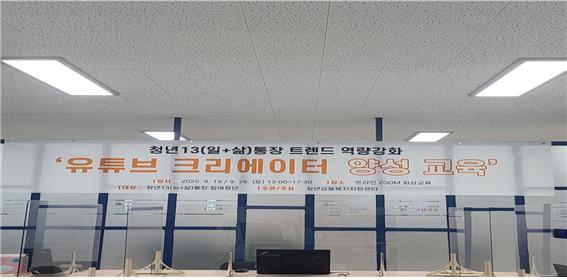 청년13(일+삶)통장 트렌드 역량강화
‘유튜브 크리에이터 양성 교육’
일시 : 2020. 9. 19 / 9. 26. (토) 13:00~17:30 장소 : 온라인 ZOOM 화상교육
대상 : 청년13(일+삶)통장 참여청년 주관/주최 : 청년금융복지지원센터